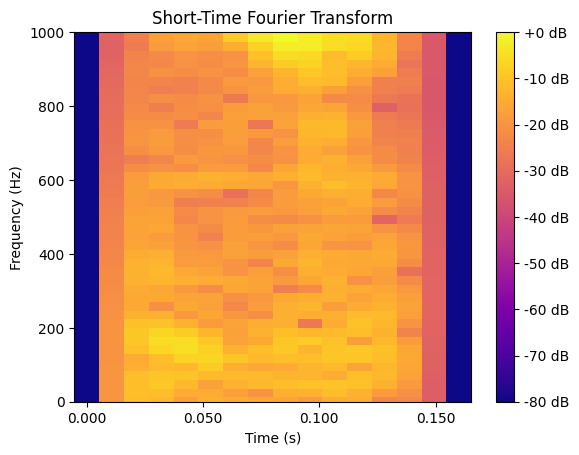 Short-Time Fourier Transform
1000
800
600
400
200
0
Frequency (Hz)
0.000
0.050
0.100
0.150
Time (s)
+0 dB
-10 dB
-20 dB
-30 dB
-40 dB
-50 dB
-60 dB
-70 dB
-80 dB